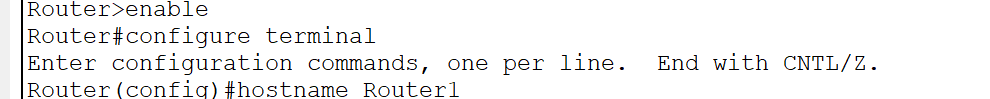 Router>enable
Router#configure terminal
Enter configuration commands, one per line.  End with CNTL/Z.
Router(config)#hostname Router1